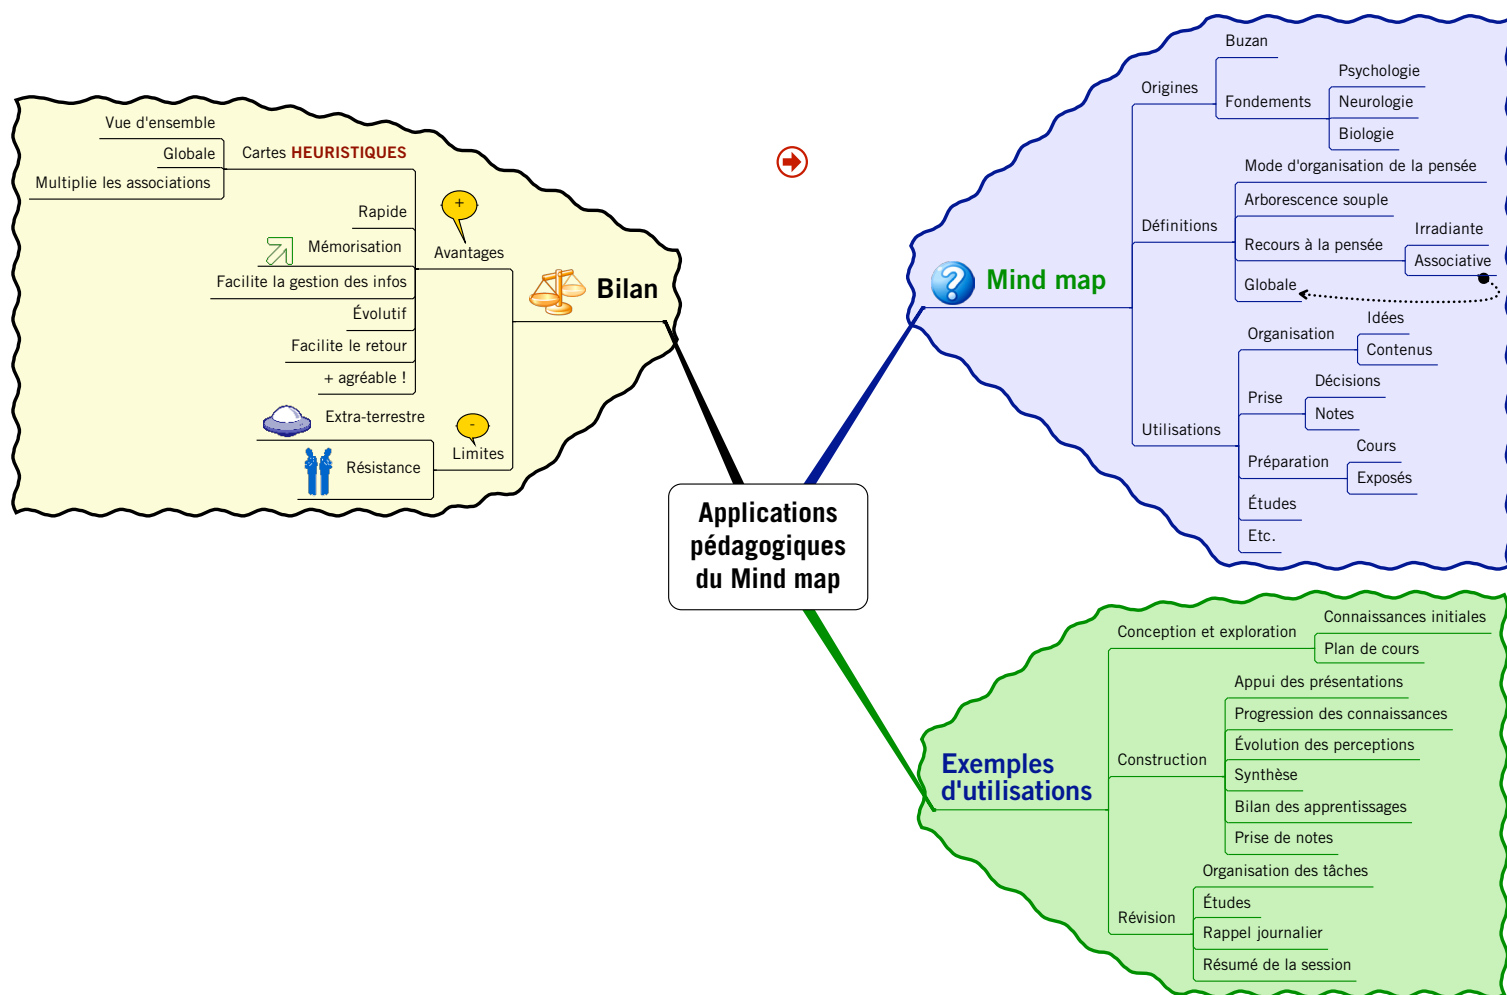 Applications
pédagogiques
du Mind map
Mind map
Origines
Buzan
Fondements
Psychologie
Neurologie
Biologie
Définitions
Mode d'organisation de la pensée
Arborescence souple
Recours à la pensée
Irradiante
Associative
Globale
Utilisations
Organisation
Idées
Contenus
Prise
Décisions
Notes
Préparation
Cours
Exposés
Études
Etc.
Exemples
d'utilisations
Conception et exploration
Connaissances initiales
Plan de cours
Construction
Appui des présentations
Progression des connaissances
Évolution des perceptions
Synthèse
Bilan des apprentissages
Prise de notes
Révision
Organisation des tâches
Études
Rappel journalier
Résumé de la session
Bilan
+
Avantages
Cartes HEURISTIQUES
Vue d'ensemble
Globale
Multiplie les associations
Rapide
Mémorisation
Facilite la gestion des infos
Évolutif
Facilite le retour
+ agréable !
-
Limites
Extra-terrestre
Résistance